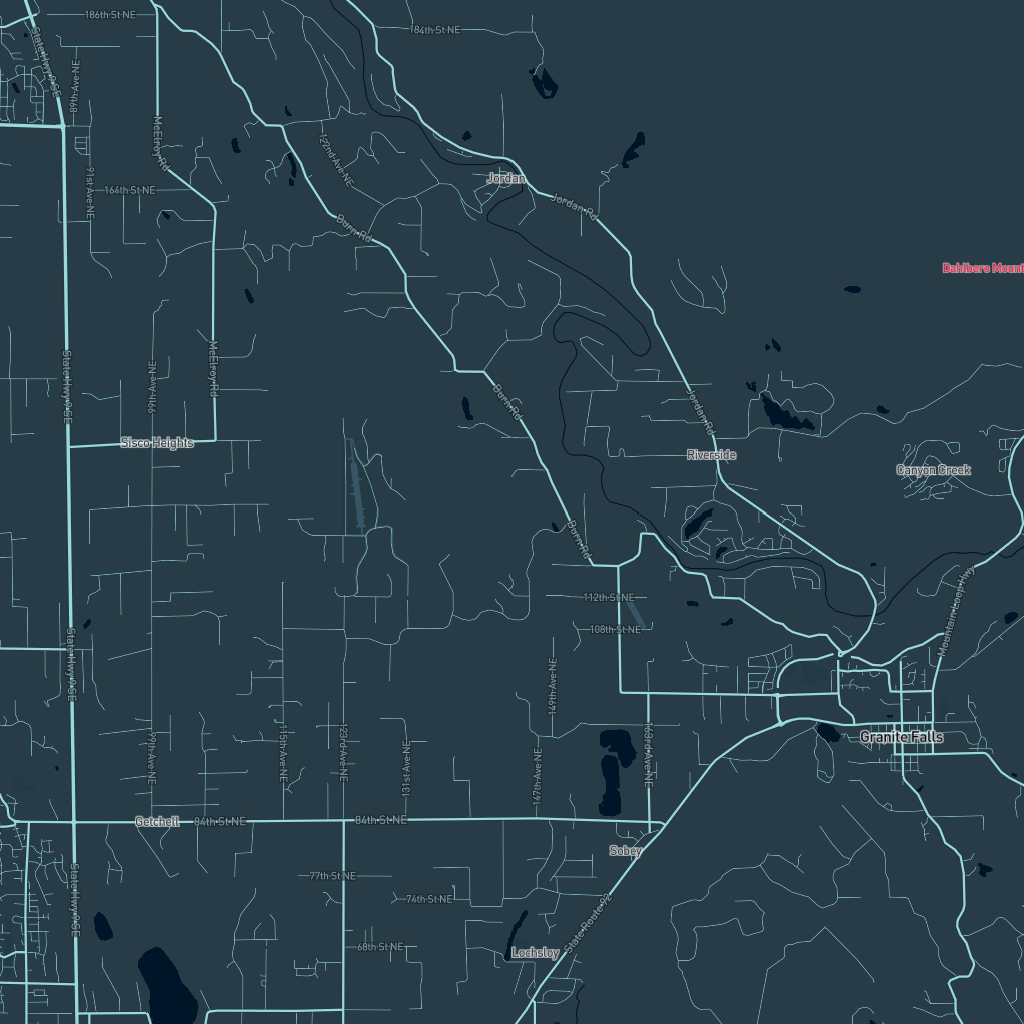 186th St NE
184th St NE
State Hwy 9 SE
89th Ave NE
McElroy Rd
122nd Ave NE
91st Ave NE
164th St NE
Jordan
Jordan Rd
Burn Rd
Dahlberg Mount
State Hwy 9 SE
99th Ave NE
McElroy Rd
Burn Rd
Jordan Rd
Sisco Heights
Riverside
Canyon Creek
Burn Rd
112th St NE
108th St NE
Mountain Loop Hwy
State Hwy 9 SE
149th Ave NE
99th Ave NE
115th Ave NE
123rd Ave NE
131st Ave NE
147th Ave NE
163rd Ave NE
Granite Falls
Getchell
84th St NE
84th St NE
Sobey
State Hwy 9 SE
77th St NE
74th St NE
State Route 92
68th St NE
Lochsloy